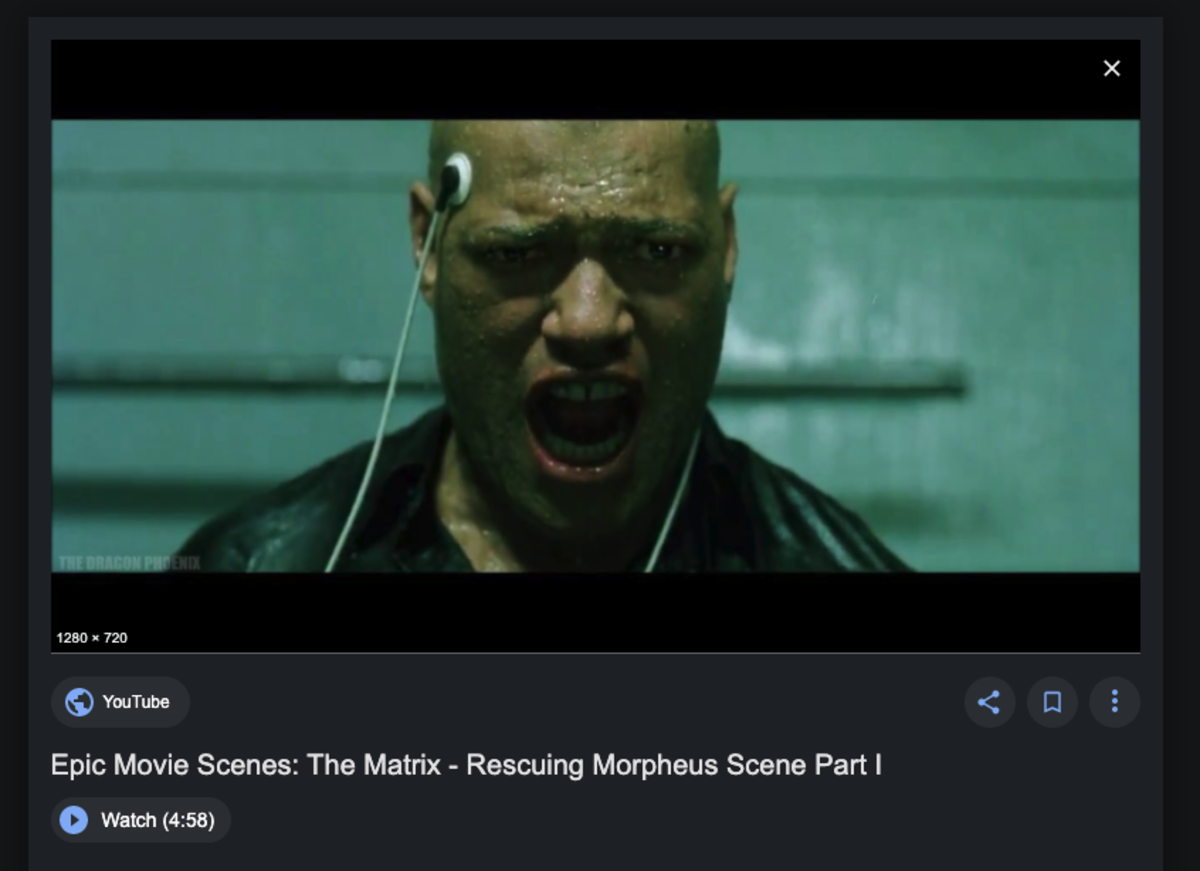 THE DRAGON PHOENIX
1280 × 720
YouTube
Epic Movie Scenes: The Matrix - Rescuing Morpheus Scene Part I
Watch (4:58)